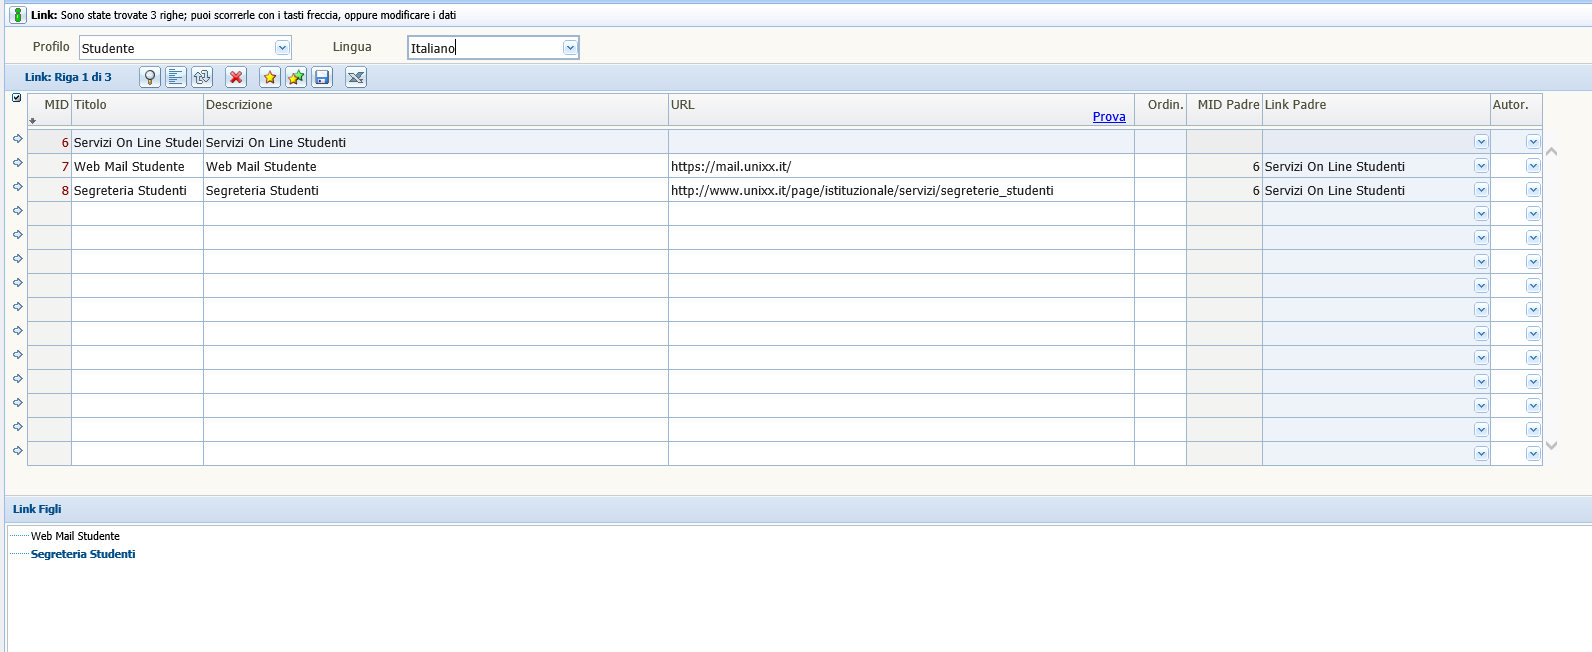 Link: Sono state trovate 3 righe; puoi scorrerle con i tasti freccia, oppure modificare i dati
Profilo Studente Lingua Italiano
Link: Riga 1 di 3
MID Titolo Descrizione URL Prova Ordin. MID Padre Link Padre Autor.
6 Servizi On Line Studen Servizi On Line Studenti
7 Web Mail Studente Web Mail Studente https://mail.unixx.it/ 6 Servizi On Line Studenti
8 Segreteria Studenti Segreteria Studenti http://www.unixx.it/page/istituzionale/servizi/segreterie_studenti 6 Servizi On Line Studenti
Link Figli
Web Mail Studente
Segreteria Studenti